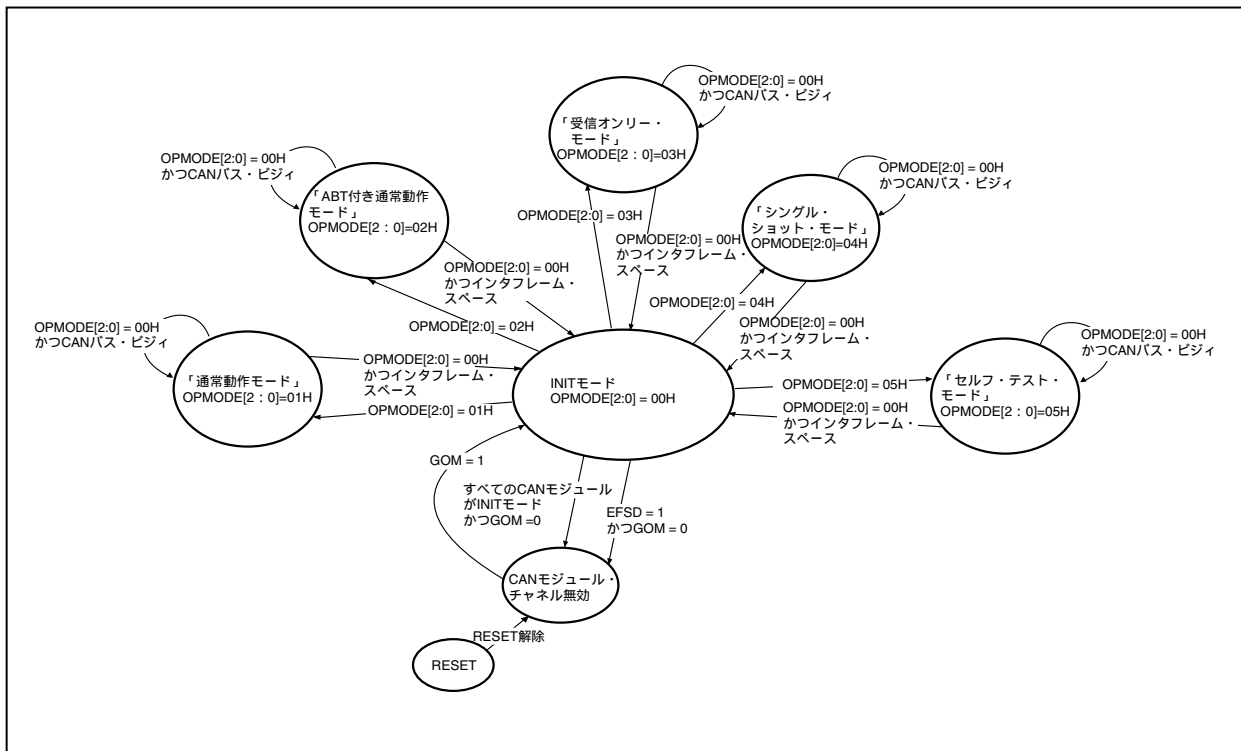 OPMODE[2:0] = 00H
かつCANバス・ビジィ
「受信オンリー・
モード」
OPMODE[2 : 0]=03H
OPMODE[2:0] = 00H
かつCANバス・ビジィ
「ABT付き通常動作
モード」
OPMODE[2 : 0]=02H
OPMODE[2:0] = 00H
かつCANバス・ビジィ
「シングル・
ショット・モード」
OPMODE[2:0]=04H
OPMODE[2:0] = 03H
OPMODE[2:0] = 00H
かつインタフレーム・
スペース
OPMODE[2:0] = 00H
かつインタフレーム・
スペース
OPMODE[2:0] = 04H
OPMODE[2:0] = 02H
OPMODE[2:0] = 00H
かつインタフレーム・
スペース
OPMODE[2:0] = 00H
かつCANバス・ビジィ
「通常動作モード」
OPMODE[2 : 0]=01H
OPMODE[2:0] = 00H
かつインタフレーム・
スペース
OPMODE[2:0] = 01H
INITモード
OPMODE[2:0] = 00H
OPMODE[2:0] = 05H
OPMODE[2:0] = 00H
かつインタフレーム・
スペース
OPMODE[2:0] = 00H
かつCANバス・ビジィ
「セルフ・テスト・
モード」
OPMODE[2 : 0]=05H
GOM = 1
すべてのCANモジュール
がINITモード
かつGOM =0
EFSD = 1
かつGOM = 0
CANモジュール・
チャネル無効
RESET解除
RESET